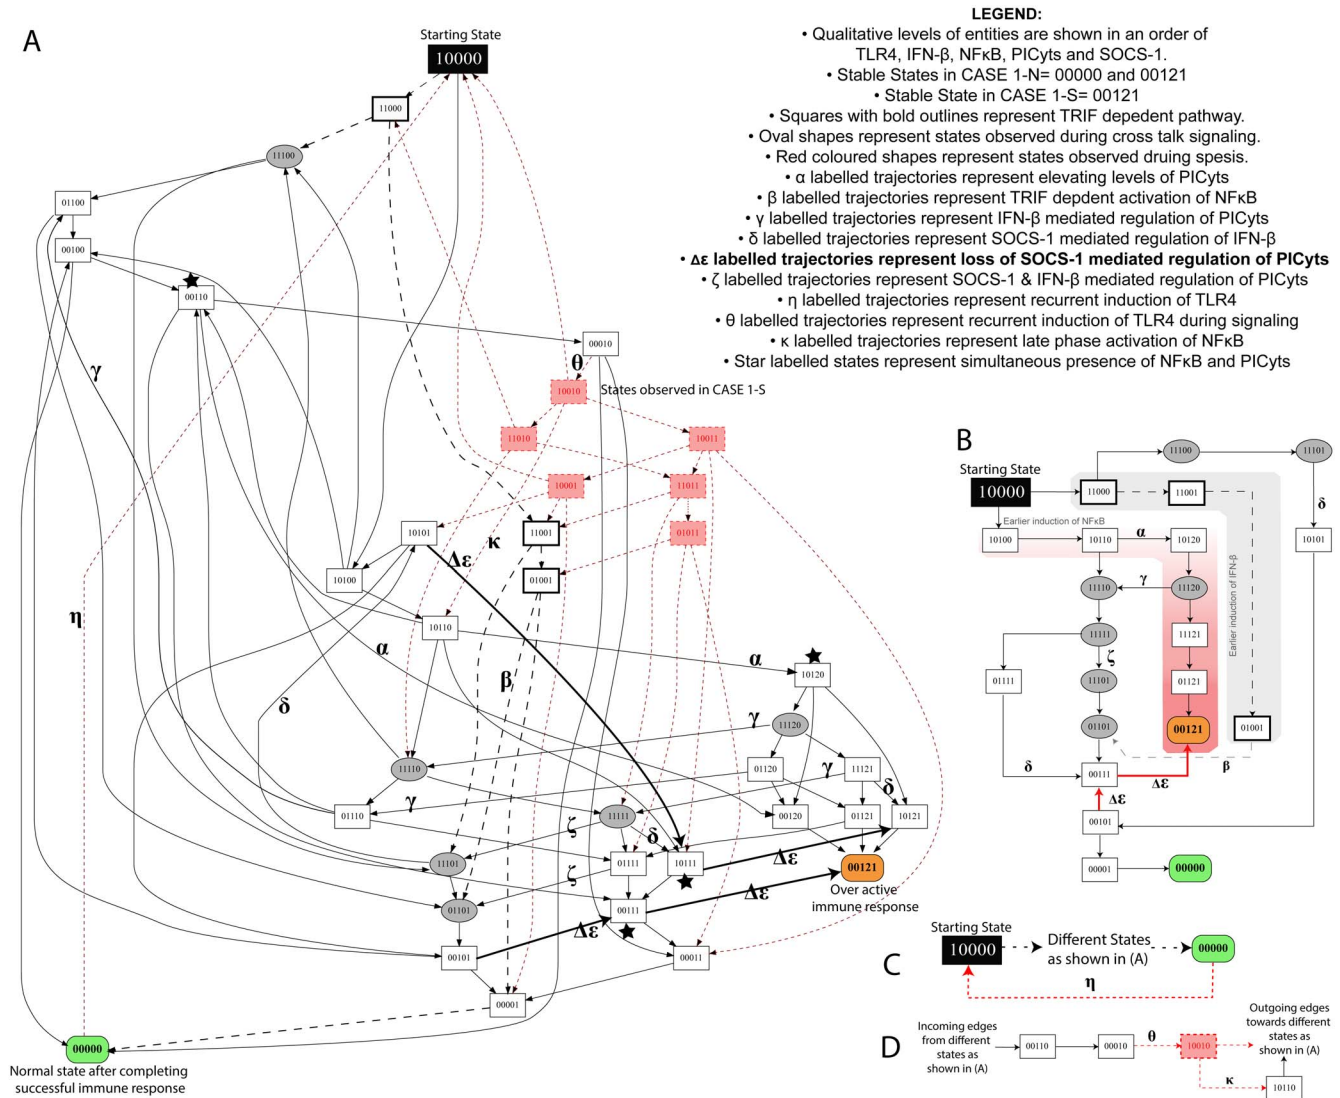 A
Starting State
10000
11000
11100
01100
00100
00110
γ
00010
θ
10010
States observed in CASE 1-S
11010
10011
10001
11011
10101
κ
11001
01011
Δε
10100
01001
η
10110
α
α
10120
β
δ
γ
11120
11110
01120
11121
γ
δ
γ
01110
11111
00120
01121
10121
ζ
δ
11101
01111
10111
Δε
00121
ζ
Δε
Over active
immune response
01101
00111
Δε
00101
00011
00001
00000
Normal state after completing
successful immune response
LEGEND:
• Qualitative levels of entities are shown in an order of
TLR4, IFN-β, NFκB, PICyts and SOCS-1.
• Stable States in CASE 1-N= 00000 and 00121
• Stable State in CASE 1-S= 00121
• Squares with bold outlines represent TRIF depedent pathway.
• Oval shapes represent states observed during cross talk signaling.
• Red coloured shapes represent states observed druing spesis.
• α labelled trajectories represent elevating levels of PICyts
• β labelled trajectories represent TRIF depdent activation of NFκB
• γ labelled trajectories represent IFN-β mediated regulation of PICyts
• δ labelled trajectories represent SOCS-1 mediated regulation of IFN-β
• Δε labelled trajectories represent loss of SOCS-1 mediated regulation of PICyts
• ζ labelled trajectories represent SOCS-1 & IFN-β mediated regulation of PICyts
• η labelled trajectories represent recurrent induction of TLR4
• θ labelled trajectories represent recurrent induction of TLR4 during signaling
• κ labelled trajectories represent late phase activation of NFκB
• Star labelled states represent simultaneous presence of NFκB and PICyts
B
11100
11101
Starting State
10000
11000
11001
δ
Earlier induction of NFκB
10100
10110
α
10120
10101
11110
γ
11120
Earlier induction of IFN-β
11111
11121
ζ
01111
11101
01121
01101
00121
01001
δ
00111
β
Δε
Δε
00101
00001
00000
C
Starting State
10000
Different States
as shown in (A)
00000
η
D
Incoming edges
from different
states as
shown in (A)
00110
00010
θ
10010
Outgoing edges
towards different
states as
shown in (A)
κ
10110